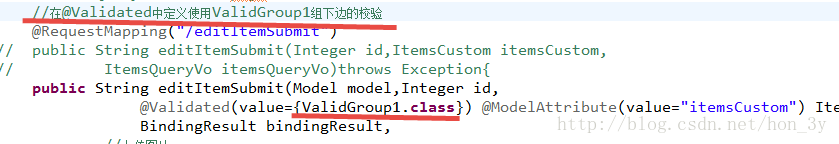 //在@Validated中定义使用ValidGroup1组下边的校验
@RequestMapping("/editItemSubmit")
// public String editItemSubmit(Integer id,ItemsCustom itemsCustom,
// ItemsQueryVo itemsQueryVo)throws Exception{
public String editItemSubmit(Model model,Integer id,
@Validated(value={ValidGroup1.class}) @ModelAttribute(value="itemsCustom") Ite
BindingResult bindingResult,
http://blog.csdn.net/hon_3y